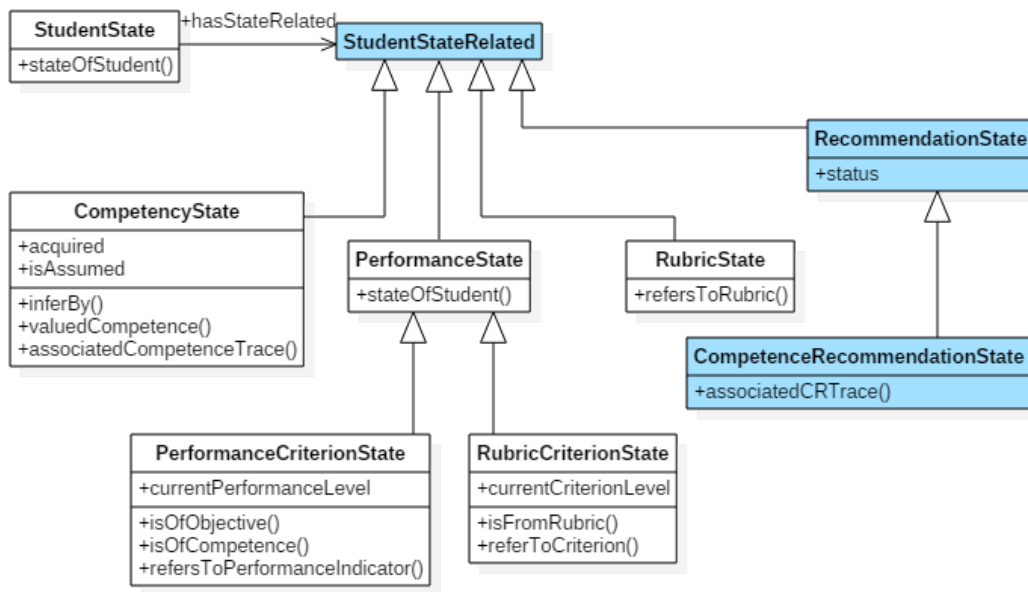 StudentState
+stateOfStudent()
+hasStateRelated
StudentStateRelated
RecommendationState
+status
CompetencyState
+acquired
+isAssumed
+inferBy()
+valuedCompetence()
+associatedCompetenceTrace()
PerformanceState
+stateOfStudent()
RubricState
+refersToRubric()
CompetenceRecommendationState
+associatedCRTrace()
PerformanceCriterionState
+currentPerformanceLevel
+isOfObjective()
+isOfCompetence()
+refersToPerformanceIndicator()
RubricCriterionState
+currentCriterionLevel
+isFromRubric()
+referToCriterion()